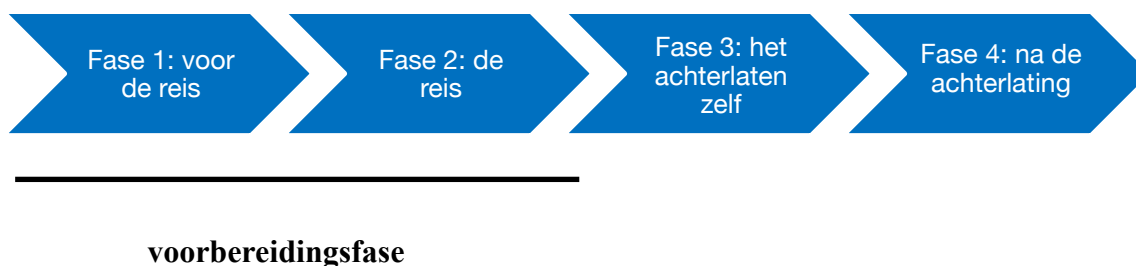 Fase 1: voor
de reis
Fase 2: de
reis
Fase 3: het
achterlaten
zelf
Fase 4: na de
achterlating
voorbereidingsfase